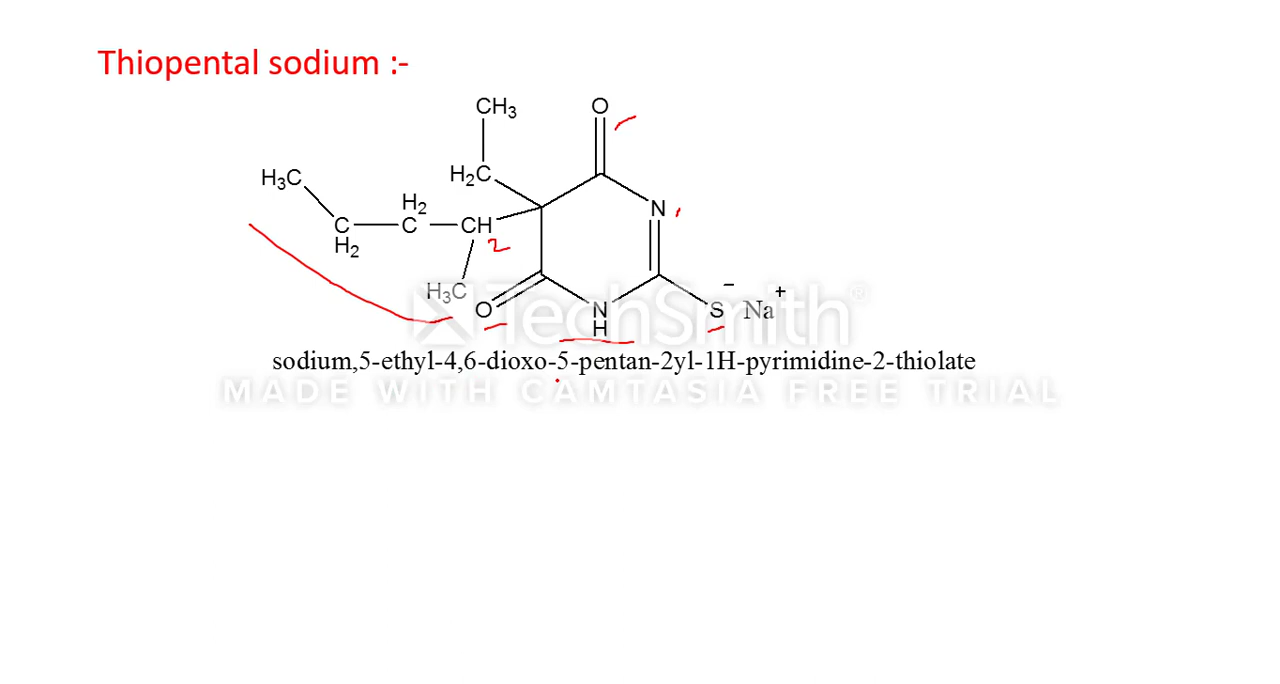 Thiopental sodium :-
CH3
O
H3C
H2C
H2
N
C
C
CH
2
H2
H3C
O
N
H
S
−
Na
+
TechSmith®
sodium,5-ethyl-4,6-dioxo-5-pentan-2yl-1H-pyrimidine-2-thiolate
MADE WITH CAMTASIA FREE TRIAL